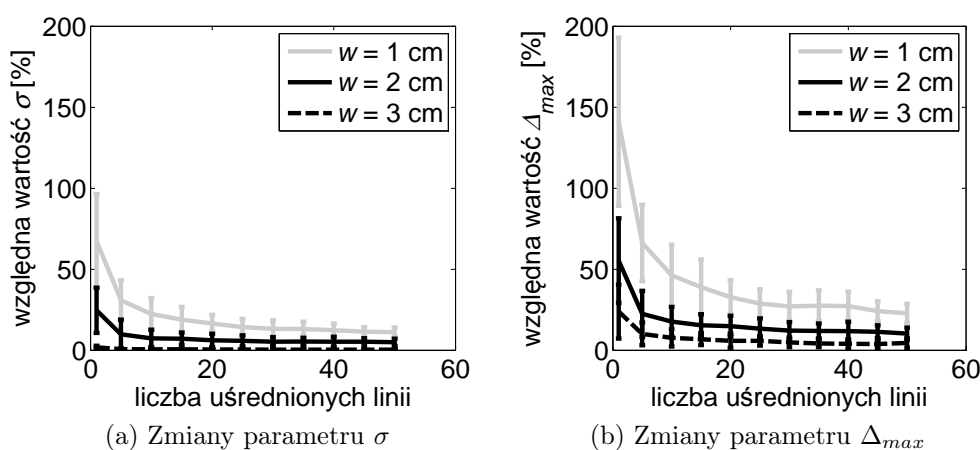 200
150
100
50
0
względna wartość σ [%]
w = 1 cm
w = 2 cm
w = 3 cm
0 20 40 60
liczba uśrednionych linii
(a) Zmiany parametru σ
200
150
100
50
0
względna wartość Δmax [%]
w = 1 cm
w = 2 cm
w = 3 cm
0 20 40 60
liczba uśrednionych linii
(b) Zmiany parametru Δmax